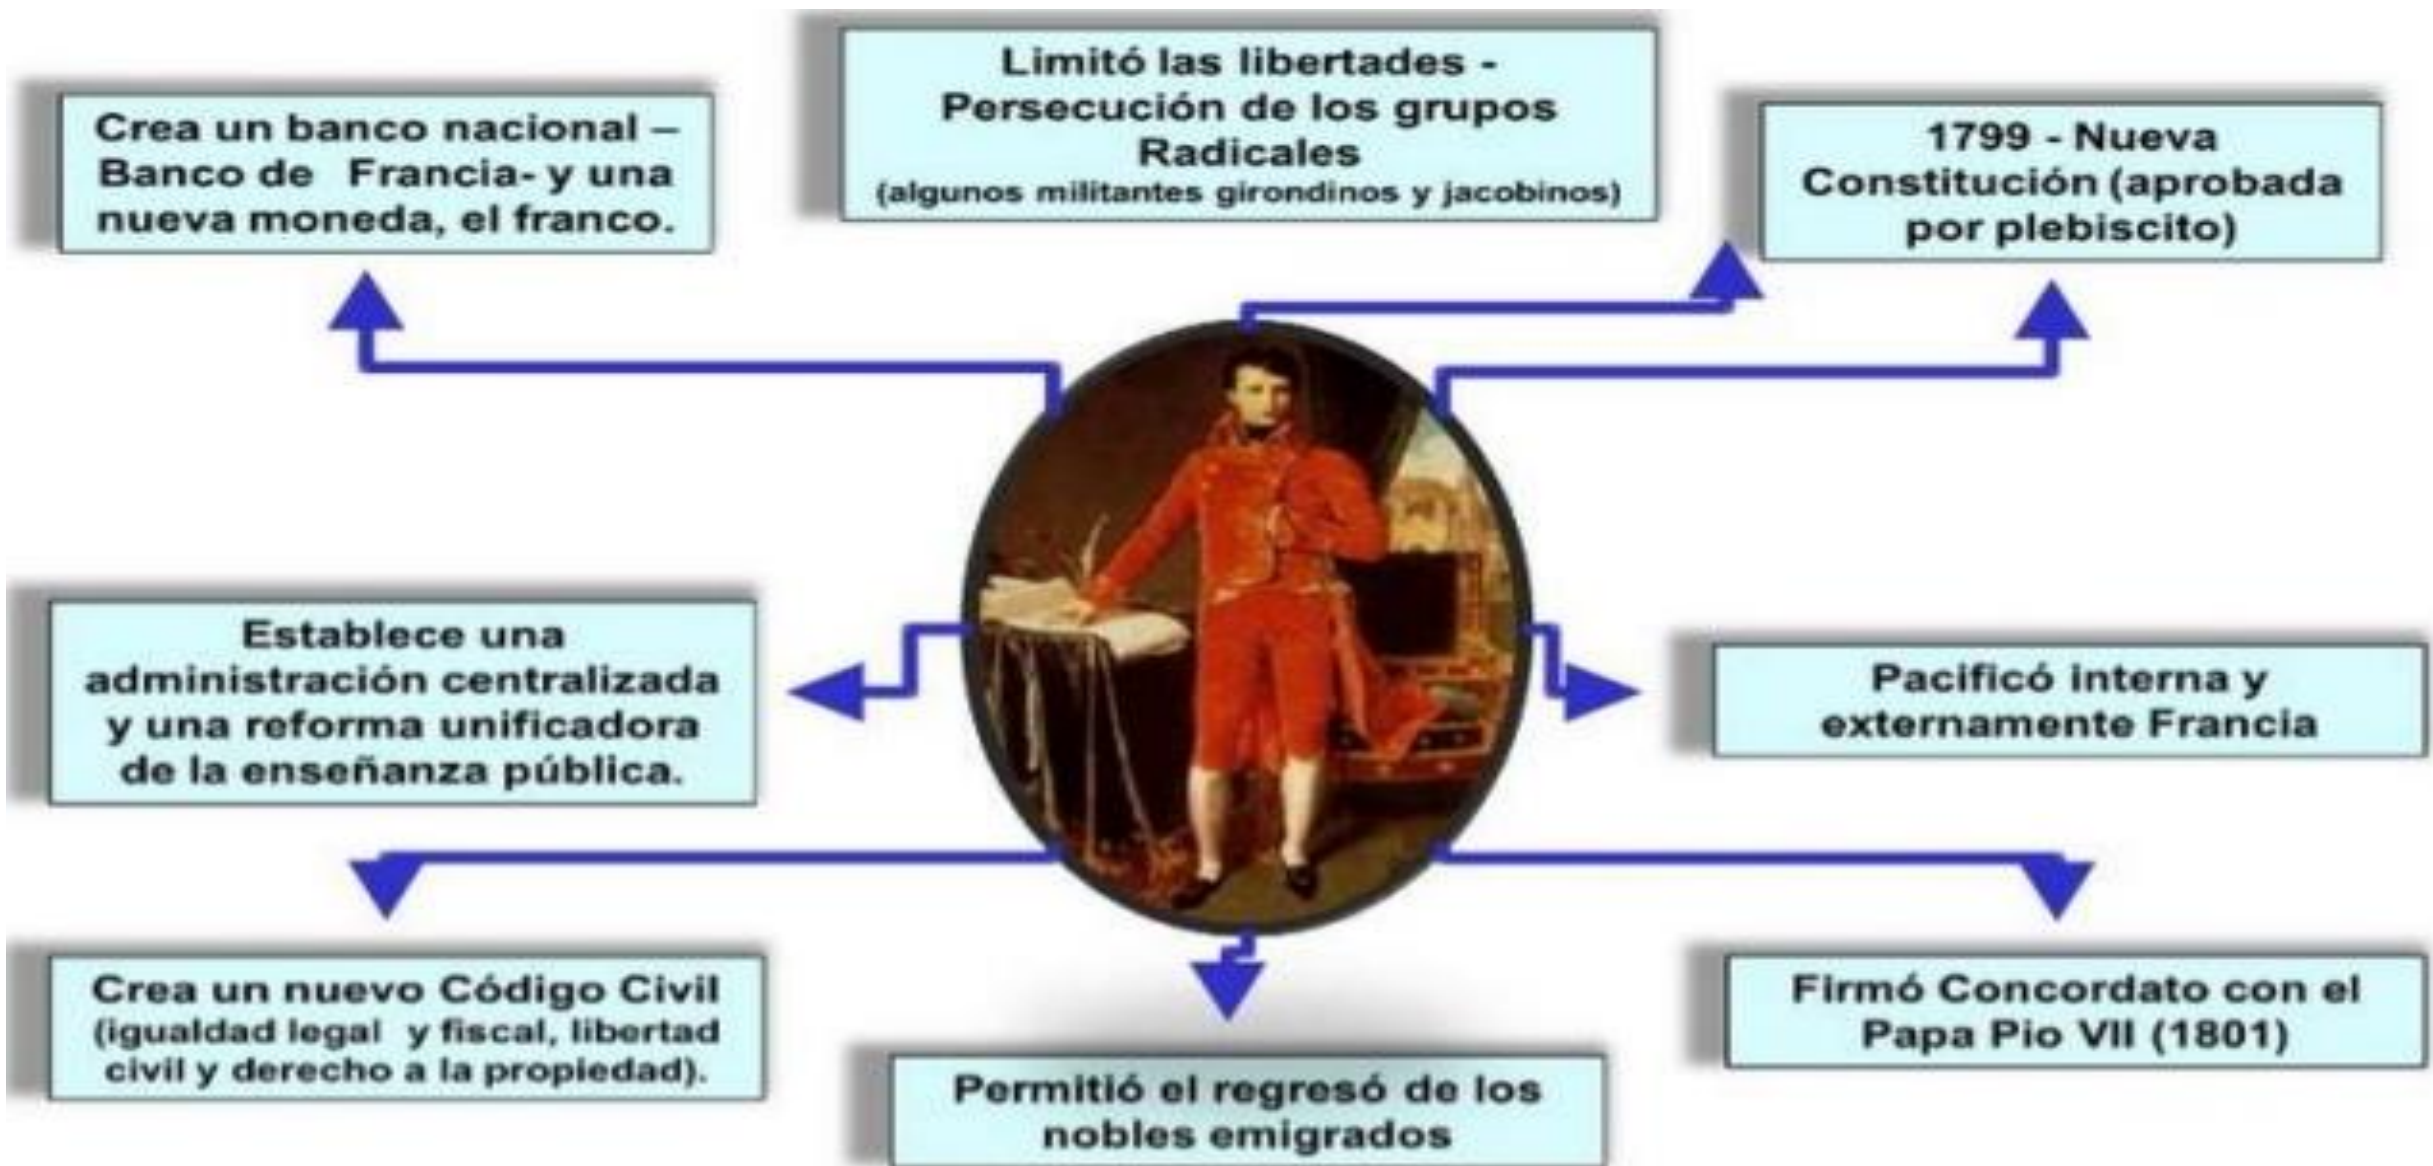 Crea un banco nacional –
Banco de Francia- y una
nueva moneda, el franco.
Limitó las libertades -
Persecución de los grupos
Radicales
(algunos militantes girondinos y jacobinos)
1799 - Nueva
Constitución (aprobada
por plebiscito)
Establece una
administración centralizada
y una reforma unificadora
de la enseñanza pública.
Pacificó interna y
externamente Francia
Crea un nuevo Código Civil
(igualdad legal y fiscal, libertad
civil y derecho a la propiedad).
Permitió el regresó de los
nobles emigrados
Firmó Concordato con el
Papa Pio VII (1801)